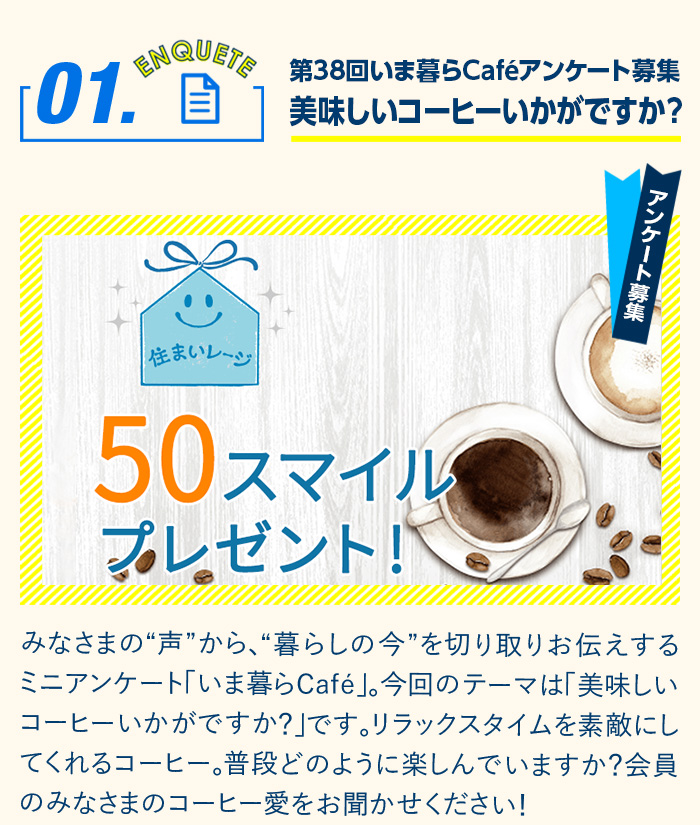 01.
ENQUETE
第38回いま暮らCaféアンケート募集
美味しいコーヒーいかがですか?
アンケート募集
住まいレージ
50スマイル
プレゼント!
みなさまの“声”から、“暮らしの今”を切り取りお伝えする
ミニアンケート「いま暮らCafé」。今回のテーマは「美味しい
コーヒーいかがですか?」です。リラックスタイムを素敵にし
てくれるコーヒー。普段どのように楽しんでいますか?会員
のみなさまのコーヒー愛をお聞かせください!